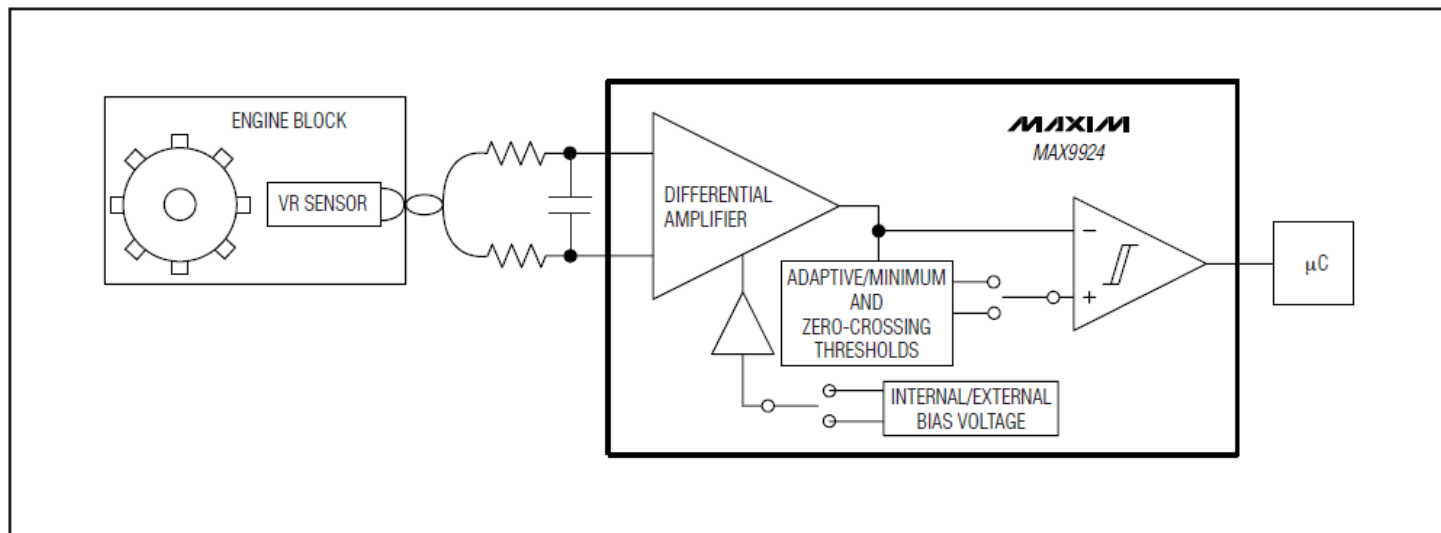 ENGINE BLOCK
VR SENSOR
DIFFERENTIAL
AMPLIFIER
MAXIM
MAX9924
ADAPTIVE/MINIMUM
AND
ZERO-CROSSING
THRESHOLDS
INTERNAL/EXTERNAL
BIAS VOLTAGE
−
+
μC